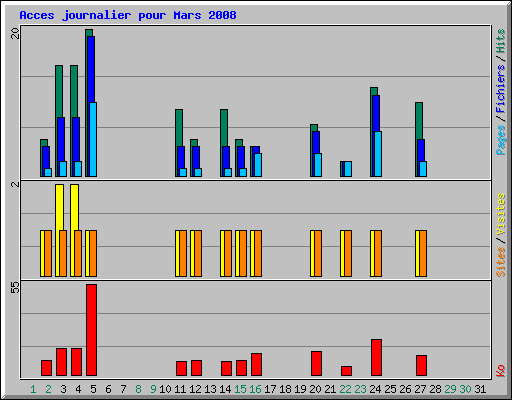 Acces journalier pour Mars 2008
20
Pages / Fichiers / Hits
2
Sites / Visites
55
Ko
1 2 3 4 5 6 7 8 9 10 11 12 13 14 15 16 17 18 19 20 21 22 23 24 25 26 27 28 29 30 31